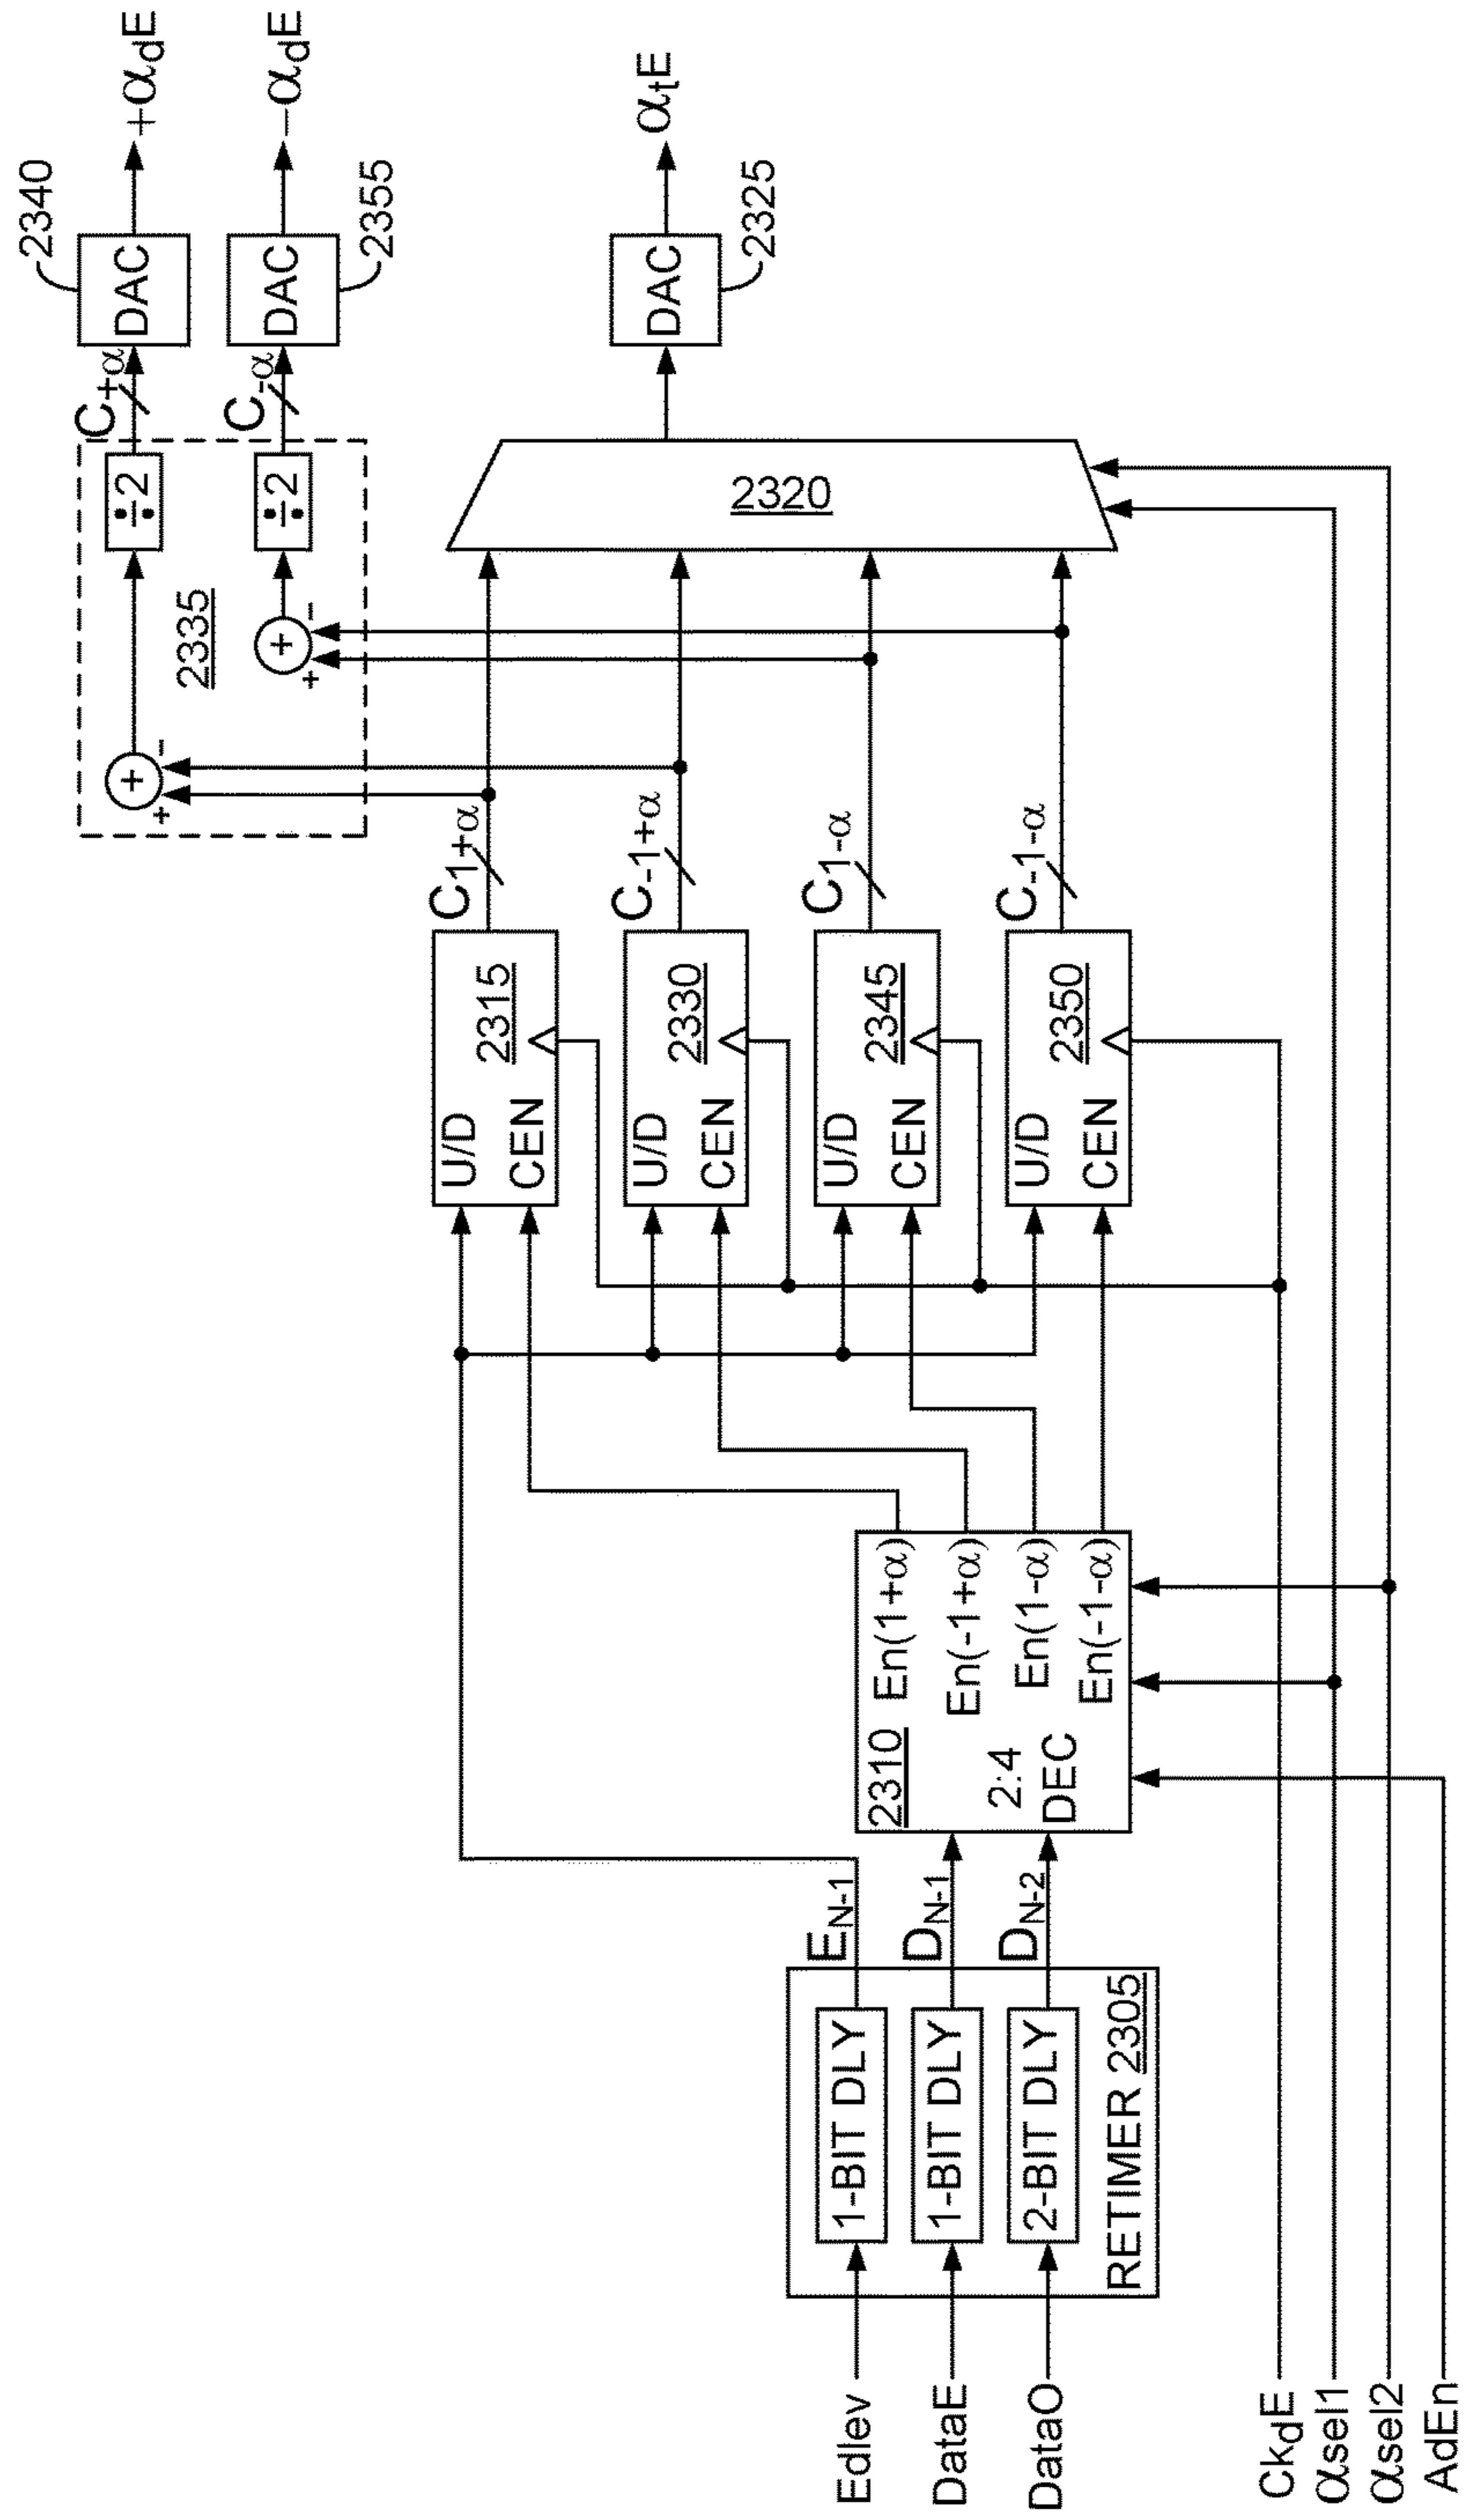 Edlev
DataE
DataO
CkdE
αsel1
αsel2
AdEn
1-BIT DLY
1-BIT DLY
2-BIT DLY
RETIMER 2305
EN-1
DN-1
DN-2
2310
2:4
DEC
En(1+α)
En(-1+α)
En(1-α)
En(-1-α)
U/D
CEN
2315
U/D
CEN
2330
U/D
CEN
2345
U/D
CEN
2350
C1+α
C-1+α
C1-α
C-1-α
+
+
-
+
+
-
2335
÷2
÷2
2320
C+α
C-α
DAC
2340
DAC
2355
DAC
2325
+αdE
-αdE
αtE